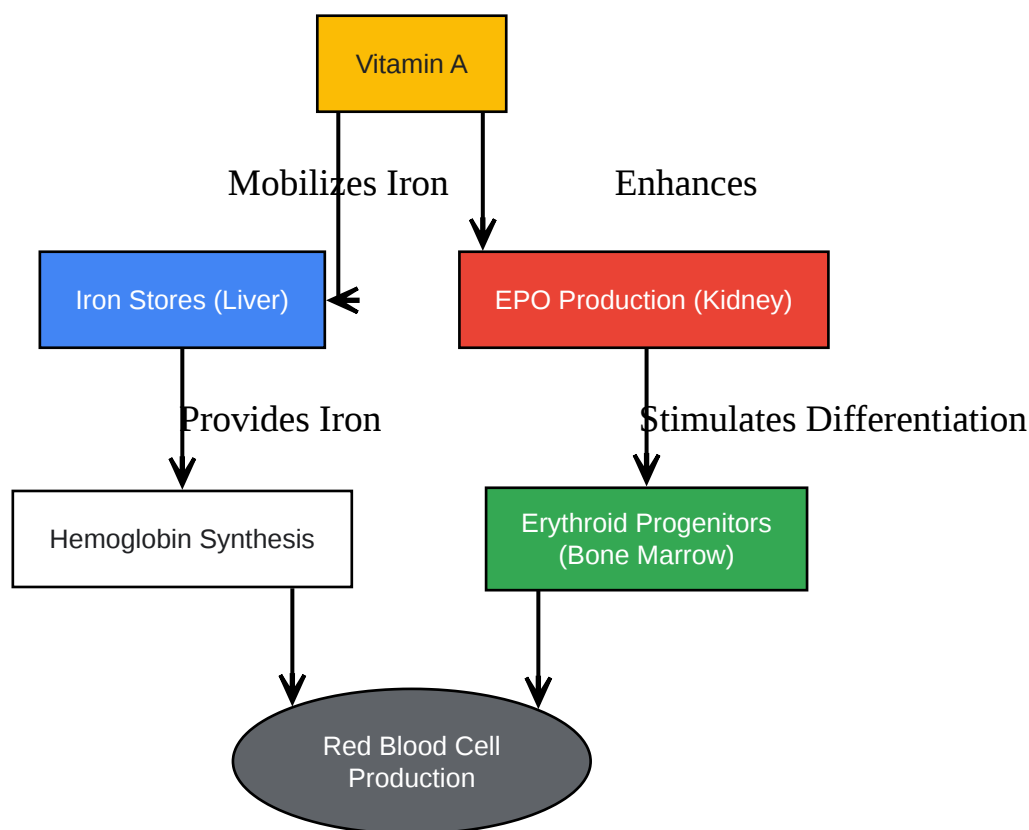 Vitamin A
Mobilizes Iron
Enhances
Iron Stores (Liver)
EPO Production (Kidney)
Provides Iron
Stimulates Differentiation
Hemoglobin Synthesis
Erythroid Progenitors
(Bone Marrow)
Red Blood Cell
Production